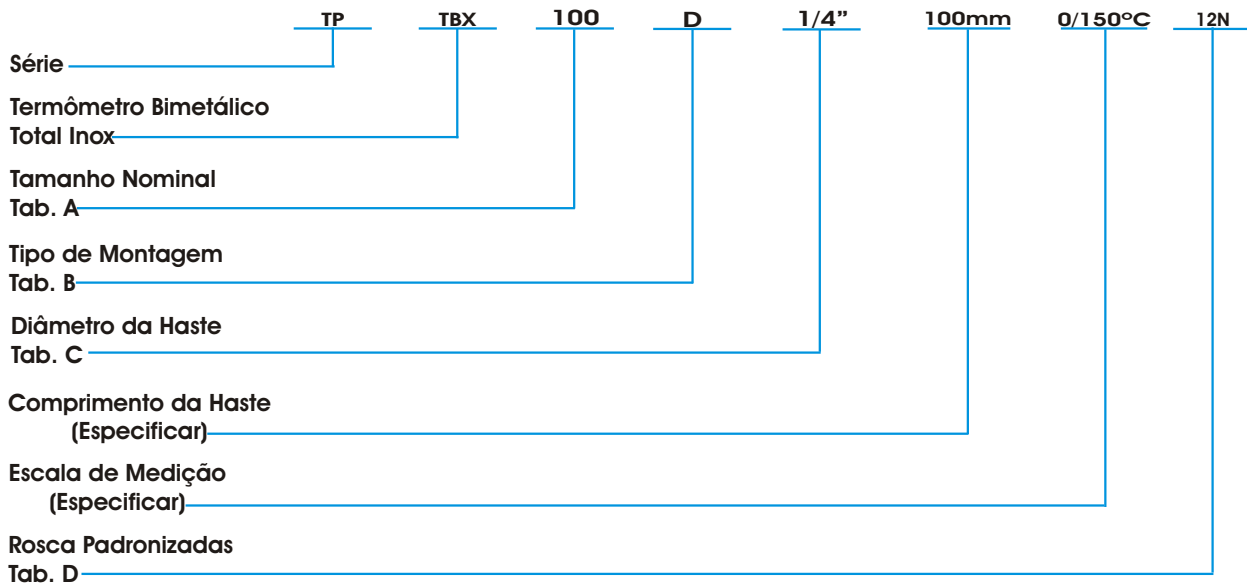 TP TBX 100 D 1/4” 100mm 0/150ºC 12N
Série
Termômetro Bimetálico
Total Inox
Tamanho Nominal
Tab. A
Tipo de Montagem
Tab. B
Diâmetro da Haste
Tab. C
Comprimento da Haste
(Especificar)
Escala de Medição
(Especificar)
Rosca Padronizadas
Tab. D